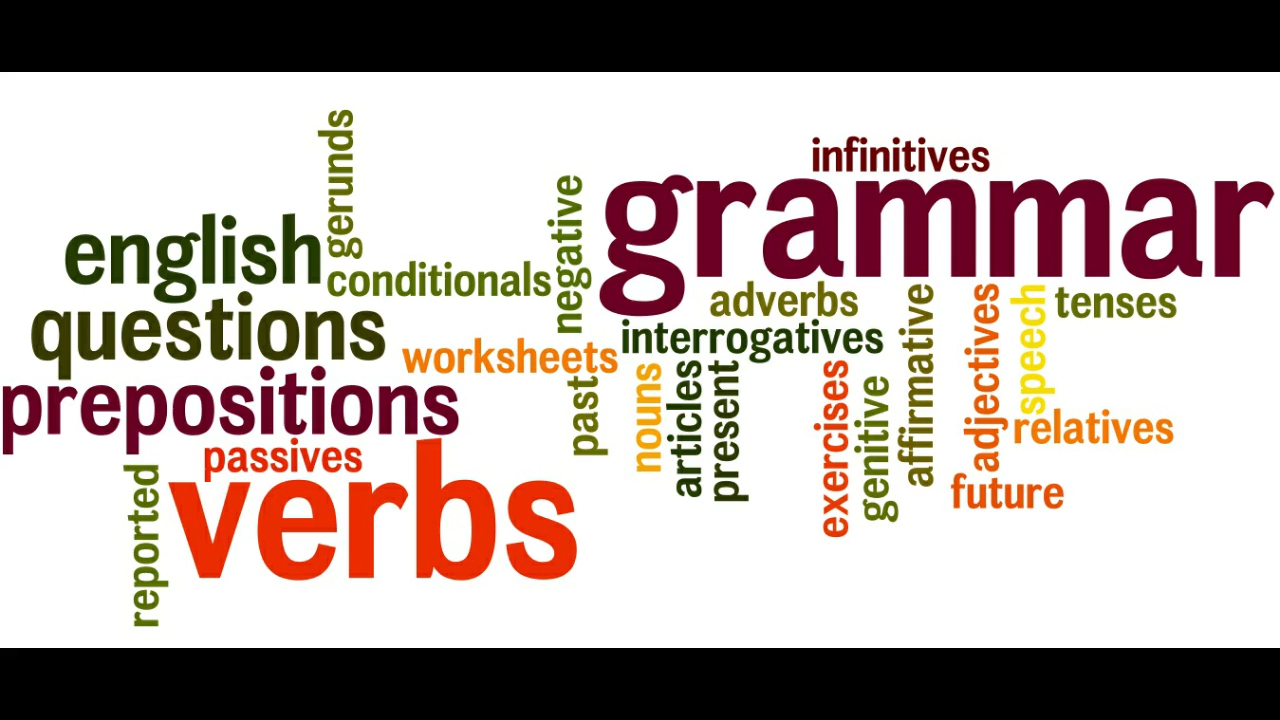 gerunds
infinitives
grammar
negative
english
conditionals
adverbs
affirmative
adjectives
speech
tenses
questions
interrogatives
worksheets
past
nouns
articles
present
exercises
genitive
prepositions
relatives
passives
future
verbs
reported